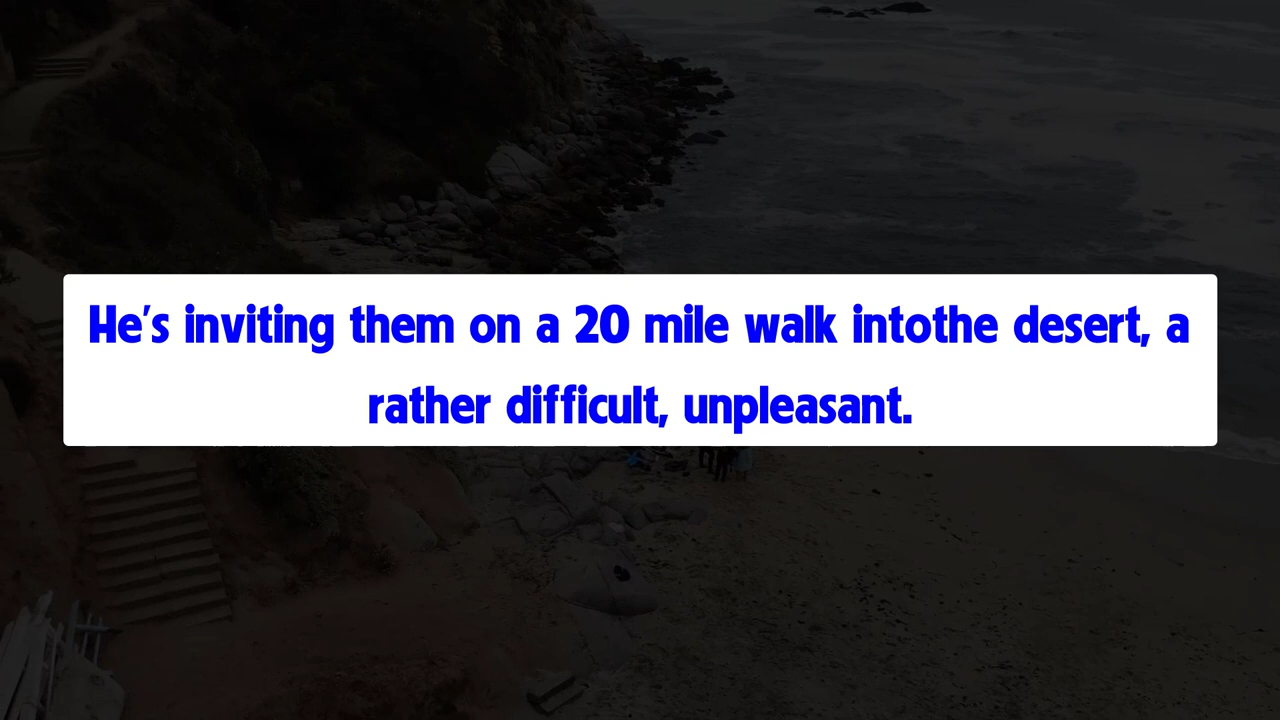 He's inviting them on a 20 mile walk intothe desert, a
rather difficult, unpleasant.